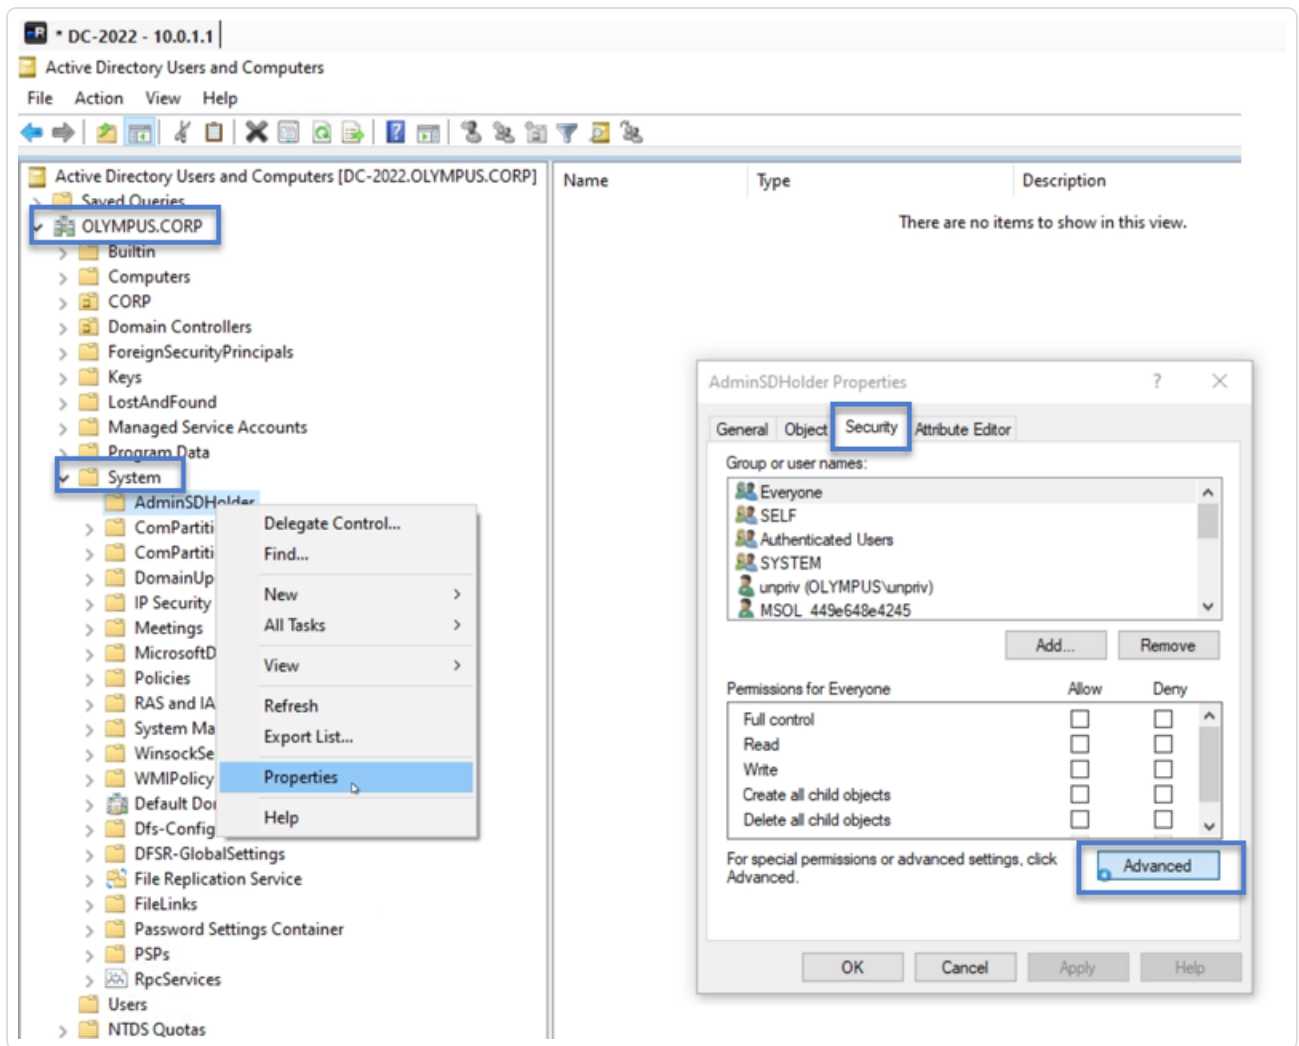 * DC-2022 - 10.0.1.1
Active Directory Users and Computers
File Action View Help
Active Directory Users and Computers [DC-2022.OLYMPUS.CORP]
Saved Queries
OLYMPUS.CORP
Builtin
Computers
CORP
Domain Controllers
ForeignSecurityPrincipals
Keys
LostAndFound
Managed Service Accounts
Program Data
System
AdminSDHolder
ComPartiti
ComPartiti
DomainUp
IP Security
Meetings
MicrosoftD
Policies
RAS and IA
System Ma
WinsockSe
WMIPolicy
Default Do
Dfs-Config
DFSR-GlobalSettings
File Replication Service
FileLinks
Password Settings Container
PSPs
RpcServices
Users
NTDS Quotas
Delegate Control...
Find...
New
All Tasks
View
Refresh
Export List...
Properties
Help
Name Type Description
There are no items to show in this view.
AdminSDHolder Properties ?
General Object Security Attribute Editor
Group or user names:
Everyone
SELF
Authenticated Users
SYSTEM
unpriv (OLYMPUS\unpriv)
MSOL_449e648e4245
Add... Remove
Permissions for Everyone Allow Deny
Full control
Read
Write
Create all child objects
Delete all child objects
For special permissions or advanced settings, click
Advanced.
Advanced
OK Cancel Apply Help